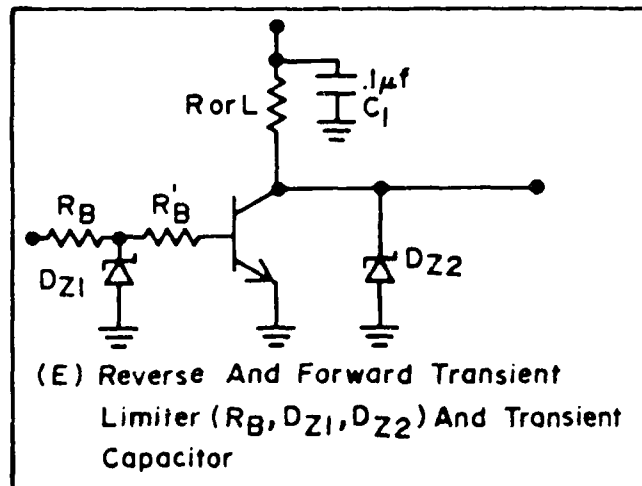 .1µf
R or L
C1
RB
R'B
DZ1
DZ2
(E) Reverse And Forward Transient
Limiter (RB, DZ1, DZ2) And Transient
Capacitor